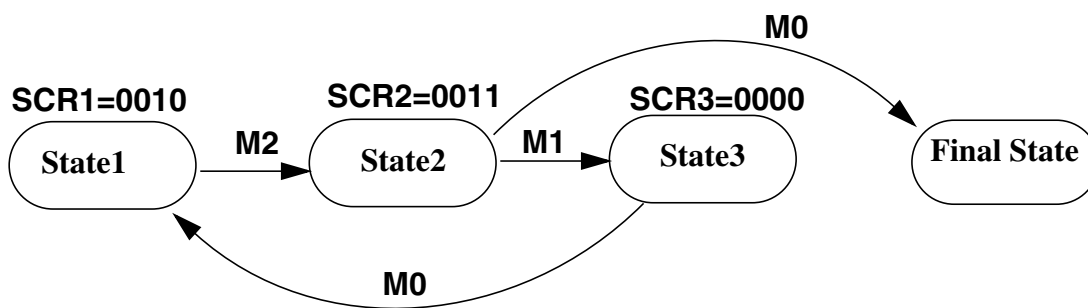 M0
SCR1=0010
SCR2=0011
SCR3=0000
State1
M2
State2
M1
State3
Final State
M0